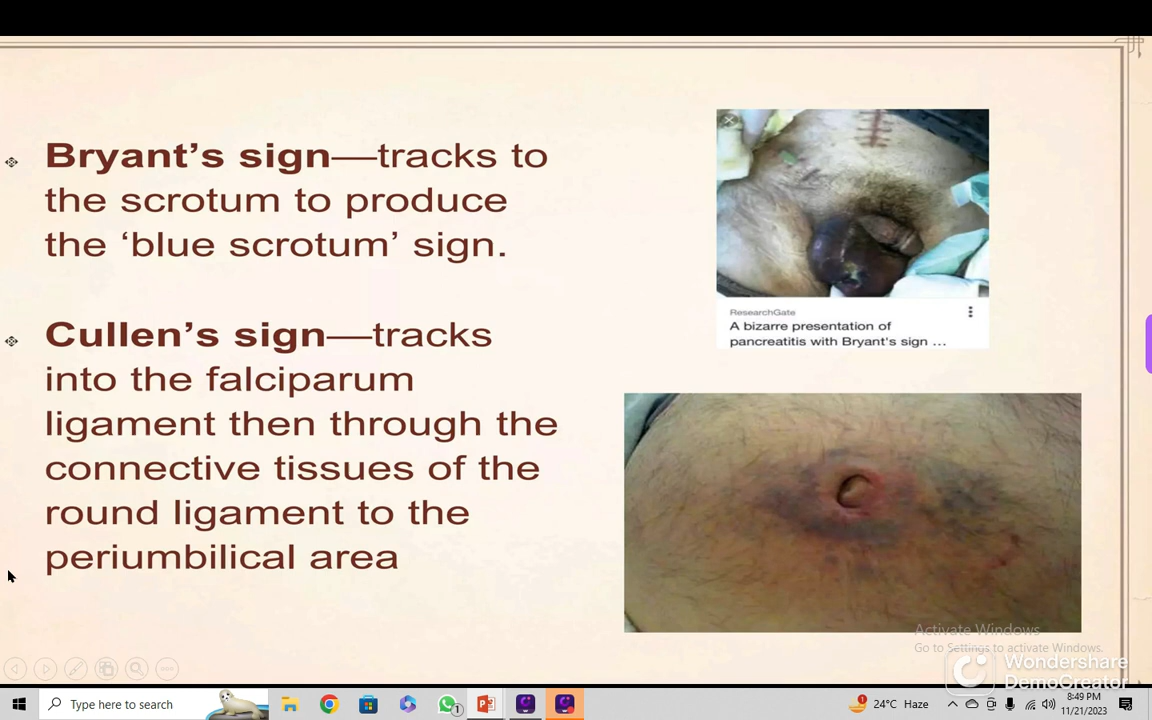 Bryant’s sign—tracks to
the scrotum to produce
the ‘blue scrotum’ sign.
Cullen’s sign—tracks
into the falciparum
ligament then through the
connective tissues of the
round ligament to the
periumbilical area
ResearchGate
A bizarre presentation of
pancreatitis with Bryant's sign ...
Activate Windows
Go to Settings to activate Windows.
Wondershare
DemoCreator
Type here to search
1
1
24°C Haze
8:49 PM
11/21/2023